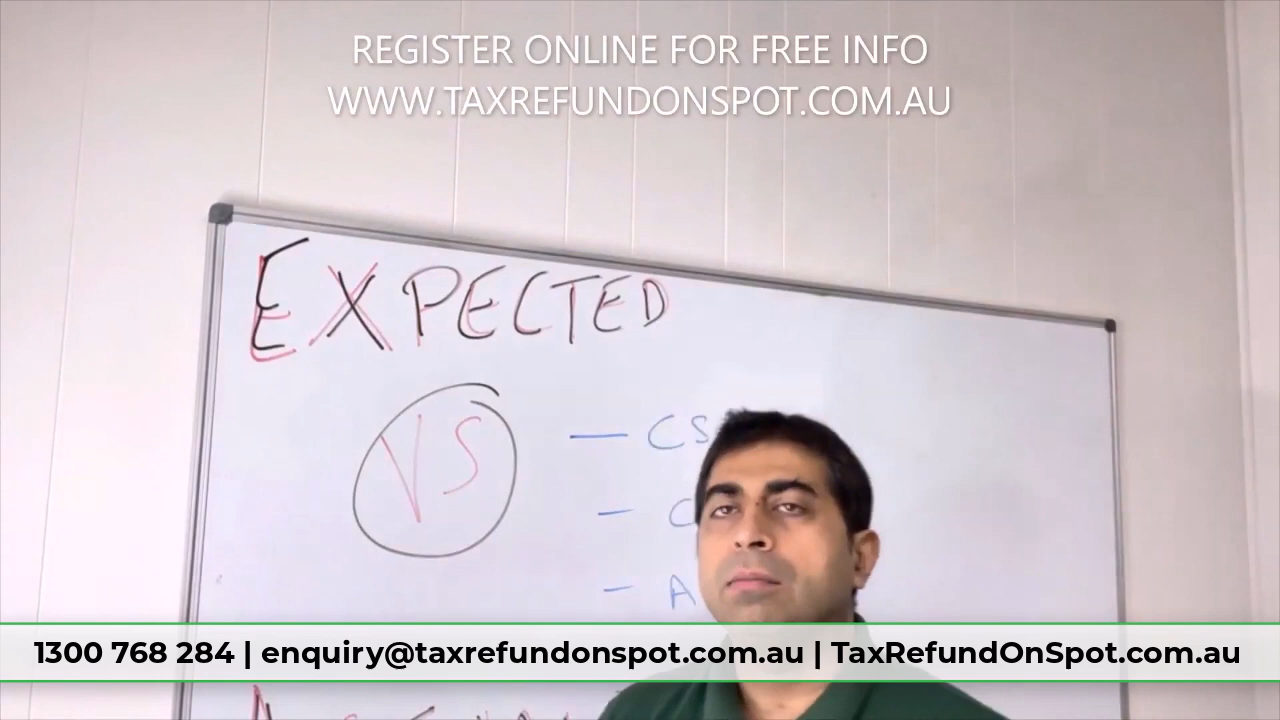 REGISTER ONLINE FOR FREE INFO
WWW.TAXREFUNDONSPOT.COM.AU
EXPECTED
VS
— CS
- C
- A
1300 768 284 | enquiry@taxrefundonspot.com.au | TaxRefundOnSpot.com.au